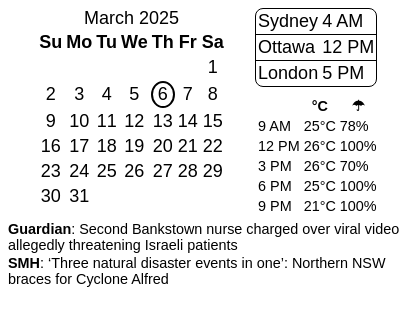 March 2025
Su Mo Tu We Th Fr Sa
1
2 3 4 5 6 7 8
9 10 11 12 13 14 15
16 17 18 19 20 21 22
23 24 25 26 27 28 29
30 31
Sydney 4 AM
Ottawa 12 PM
London 5 PM
°C ☂
9 AM 25°C 78%
12 PM 26°C 100%
3 PM 26°C 70%
6 PM 25°C 100%
9 PM 21°C 100%
Guardian: Second Bankstown nurse charged over viral video
allegedly threatening Israeli patients
SMH: ‘Three natural disaster events in one’: Northern NSW
braces for Cyclone Alfred